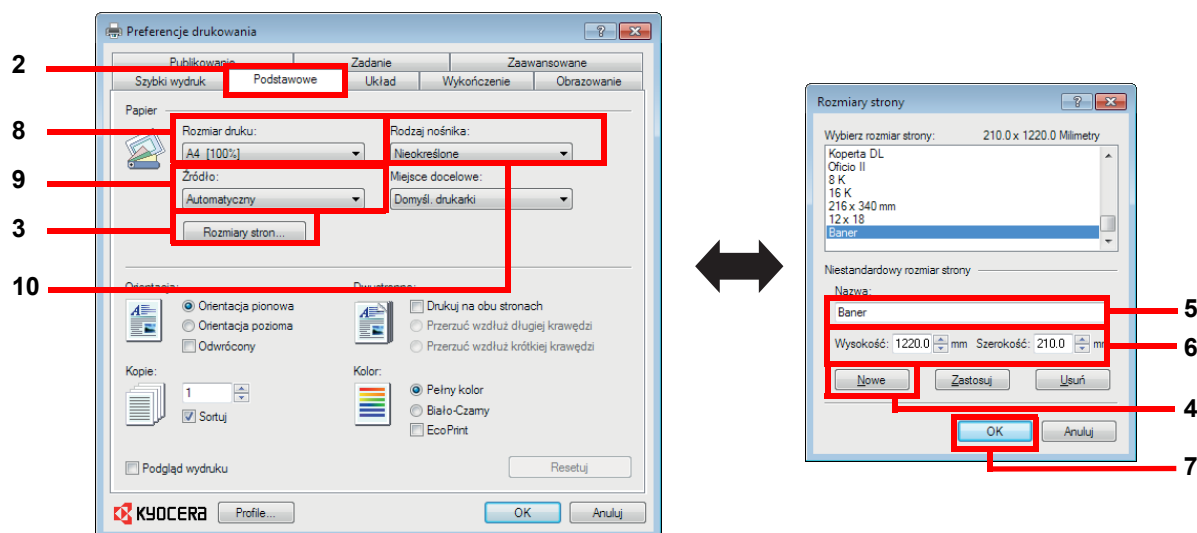 Preferencje drukowania
Publikowanie Zadanie Zaawansowane
2
Szybki wydruk Podstawowe Układ Wykończenie Obrazowanie
Papier
8
Rozmiar druku: Rodzaj nośnika:
A4 [100%] Nieokreślone
9
Źródło: Miejsce docelowe:
Automatyczny Domyśl. drukarki
3
Rozmiary stron...
10
Orientacja: Dwustronne:
Orientacja pionowa Drukuj na obu stronach
Orientacja pozioma Przerzuć wzdłuż długiej krawędzi
Odwrócony Przerzuć wzdłuż krótkiej krawędzi
Kopie: Kolor:
1 Pełny kolor
Sortuj Biało-Czarny
EcoPrint
Podgląd wydruku Resetuj
KYOCERA Profile... OK Anuluj
Rozmiary strony
Wybierz rozmiar strony: 210.0 x 1220.0 Milimetry
Koperta DL
Oficio II
8 K
16 K
216 x 340 mm
12 x 18
Baner
Niestandardowy rozmiar strony
Nazwa:
Baner 5
Wysokość: 1220.0 mm Szerokość: 210.0 mm 6
Nowe Zastosuj Usuń
4
OK Anuluj
7